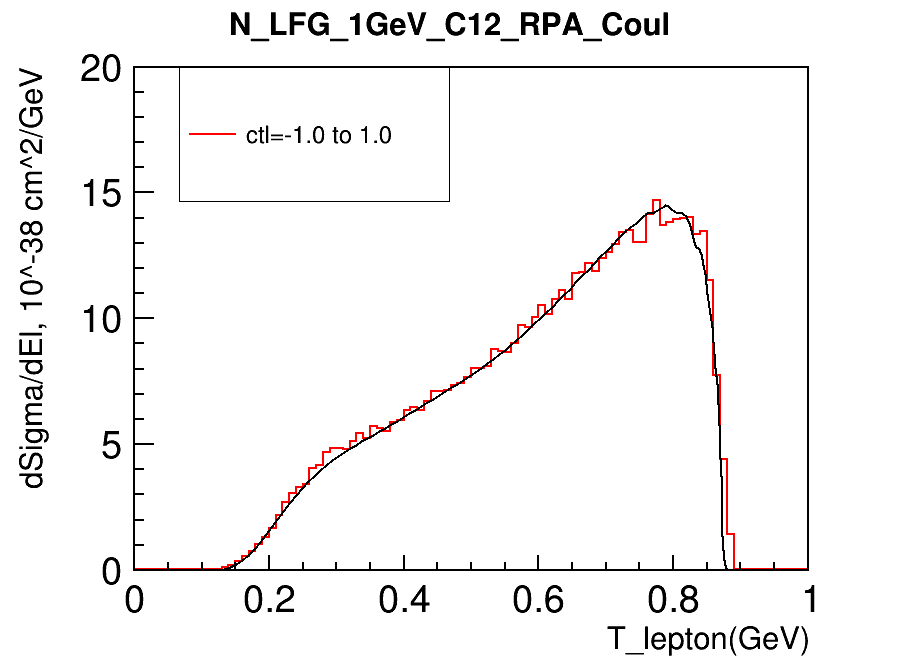 N_LFG_1GeV_C12_RPA_Coul
dSigma/dEl, 10^-38 cm^2/GeV
ctl=-1.0 to 1.0
20
15
10
5
0
0 0.2 0.4 0.6 0.8 1
T_lepton(GeV)